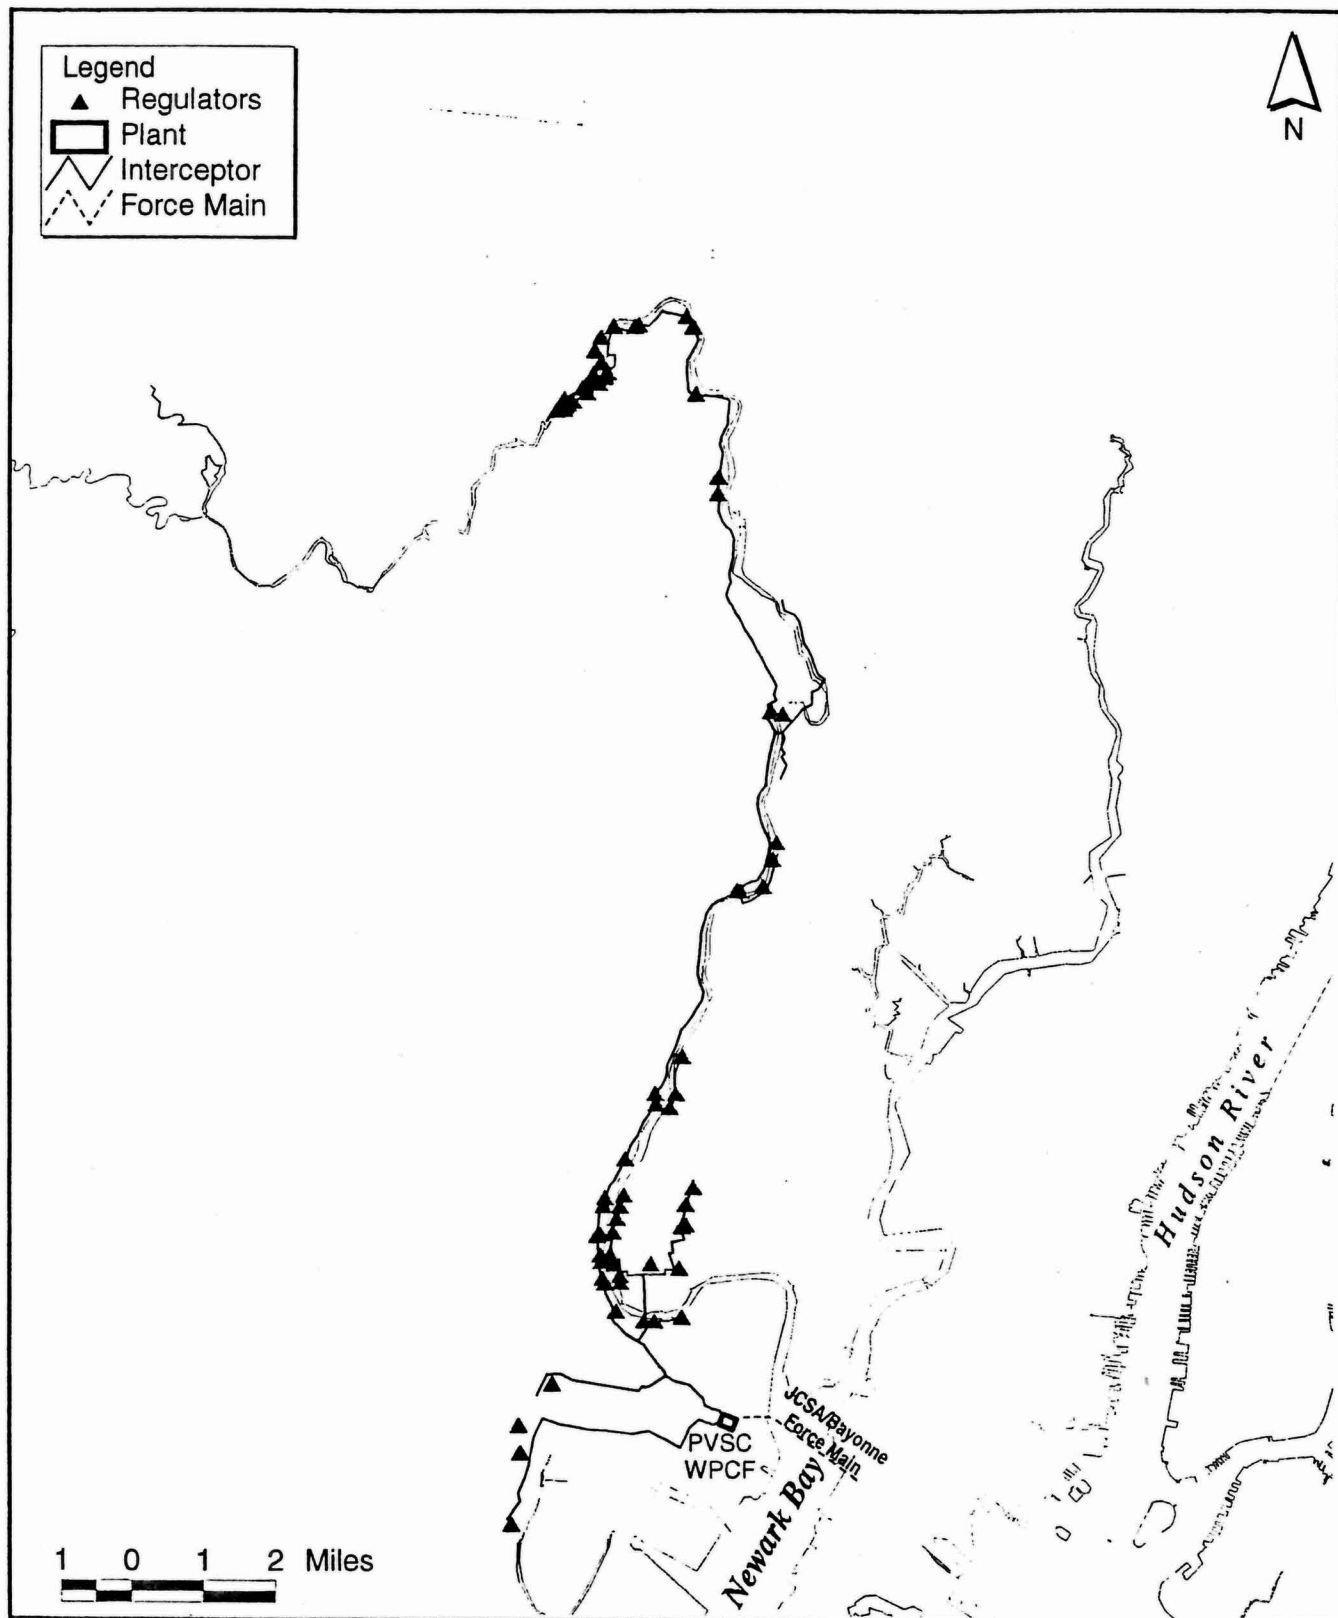 Legend
Regulators
Plant
Interceptor
Force Main
N
Hudson River
JCSA/Bayonne
Force Main
PVSC
WPCF
Newark Bay
1 0 1 2 Miles